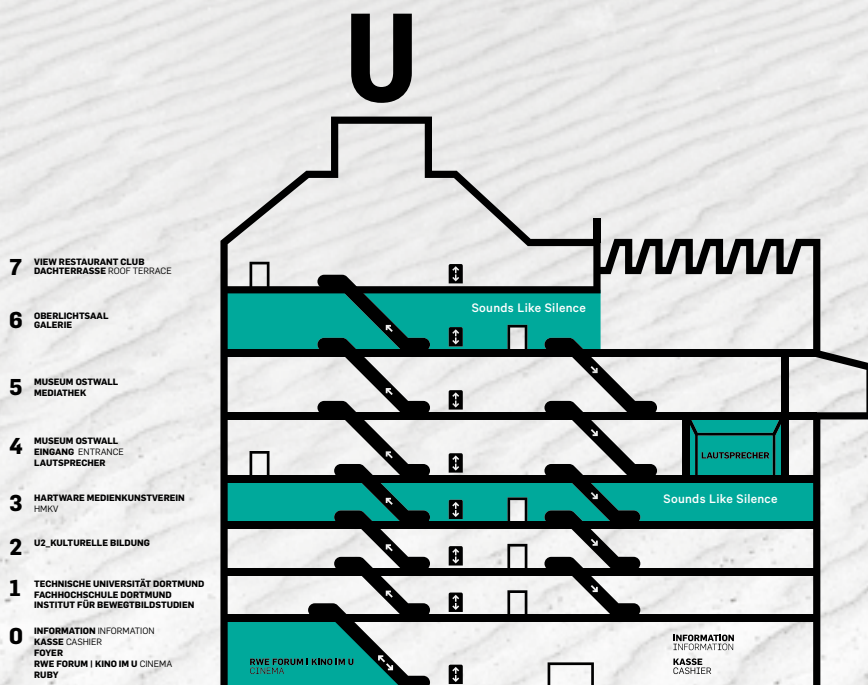 U
7 VIEW RESTAURANT CLUB
DACHTERRASSE ROOF TERRACE
6 OBERLICHTSAAL
GALERIE
Sounds Like Silence
5 MUSEUM OSTWALL
MEDIATHEK
4 MUSEUM OSTWALL
EINGANG ENTRANCE
LAUTSPRECHER
LAUTSPRECHER
3 HARTWARE MEDIENKUNSTVEREIN
HMKV
Sounds Like Silence
2 U2_KULTURELLE BILDUNG
1 TECHNISCHE UNIVERSITÄT DORTMUND
FACHHOCHSCHULE DORTMUND
INSTITUT FÜR BEWEGTBILDSTUDIEN
0 INFORMATION INFORMATION
KASSE CASHIER
FOYER
RWE FORUM | KINO IM U CINEMA
RUBY
RWE FORUM | KINO IM U
CINEMA
INFORMATION
INFORMATION
KASSE
CASHIER